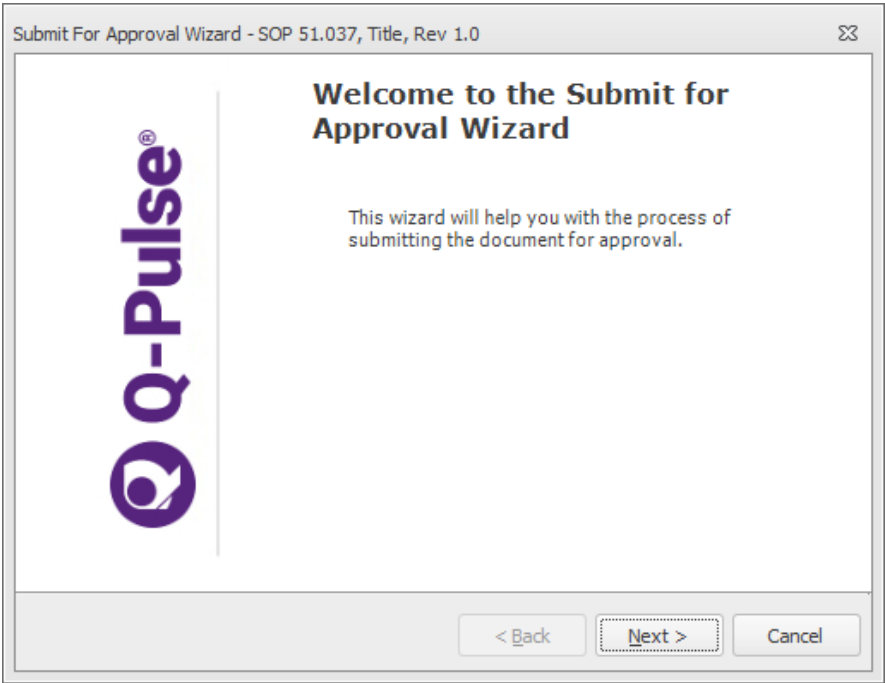 Submit For Approval Wizard - SOP 51.037, Title, Rev 1.0
Welcome to the Submit for
Approval Wizard
This wizard will help you with the process of
submitting the document for approval.
Q-Pulse®
< Back
Next >
Cancel